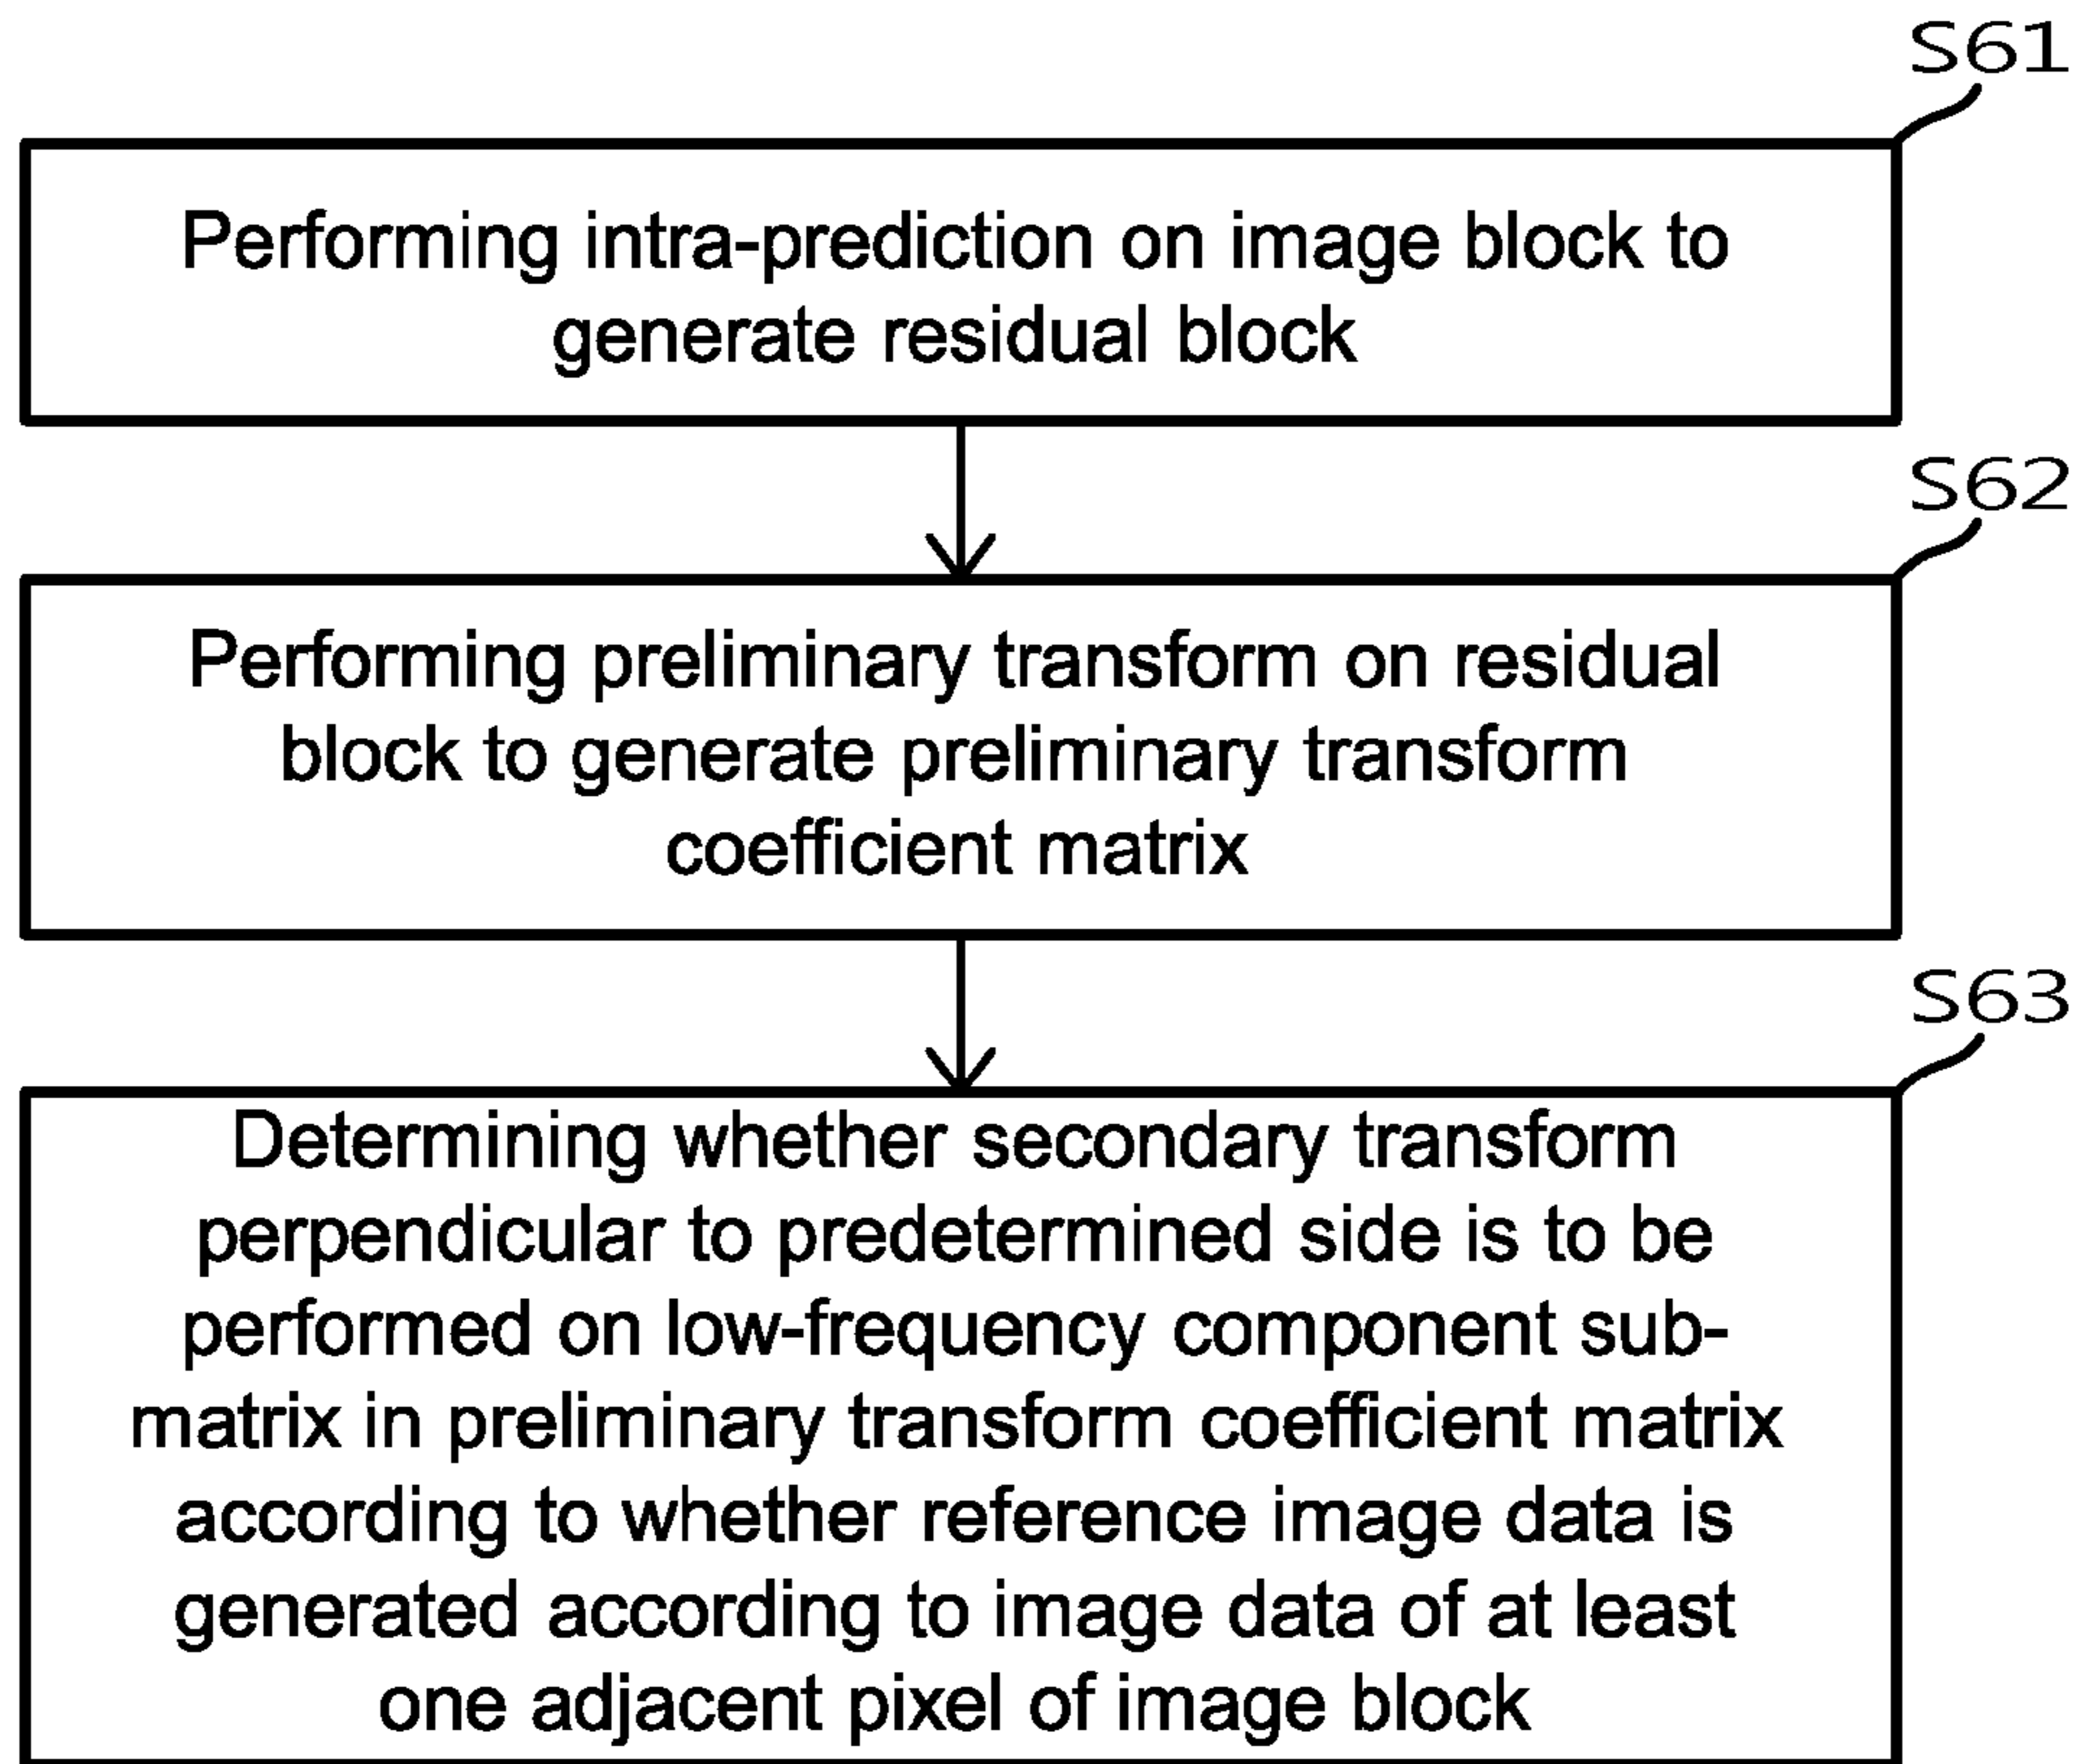 S61
Performing intra-prediction on image block to
generate residual block
S62
Performing preliminary transform on residual
block to generate preliminary transform
coefficient matrix
S63
Determining whether secondary transform
perpendicular to predetermined side is to be
performed on low-frequency component sub-
matrix in preliminary transform coefficient matrix
according to whether reference image data is
generated according to image data of at least
one adjacent pixel of image block